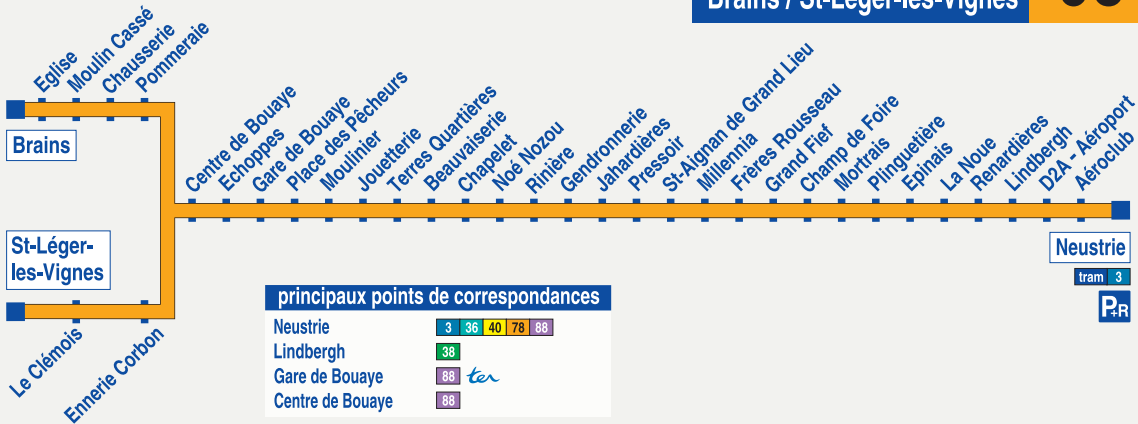 Brains / St-Léger-les-Vignes
Eglise
Moulin Cassé
Chausserie
Pommeraie
Brains
Centre de Bouaye
Echoppes
Gare de Bouaye
Place des Pêcheurs
Moulinier
Jouetterie
Terres Quartières
Beauvaiserie
Chapelet
Noé Nozou
Rinière
Gendronnerie
Jahardières
Pressoir
St-Aignan de Grand Lieu
Millennia
Frères Rousseau
Grand Fief
Champ de Foire
Mortrais
Plinguetière
Epinais
La Noue
Renardières
Lindbergh
D2A - Aéroport
Aéroclub
St-Léger-
les-Vignes
Le Clémois
Ennerie Corbon
Neustrie
tram 3
P+R
principaux points de correspondances
Neustrie 3 36 40 78 88
Lindbergh 38
Gare de Bouaye 88 ter
Centre de Bouaye 88